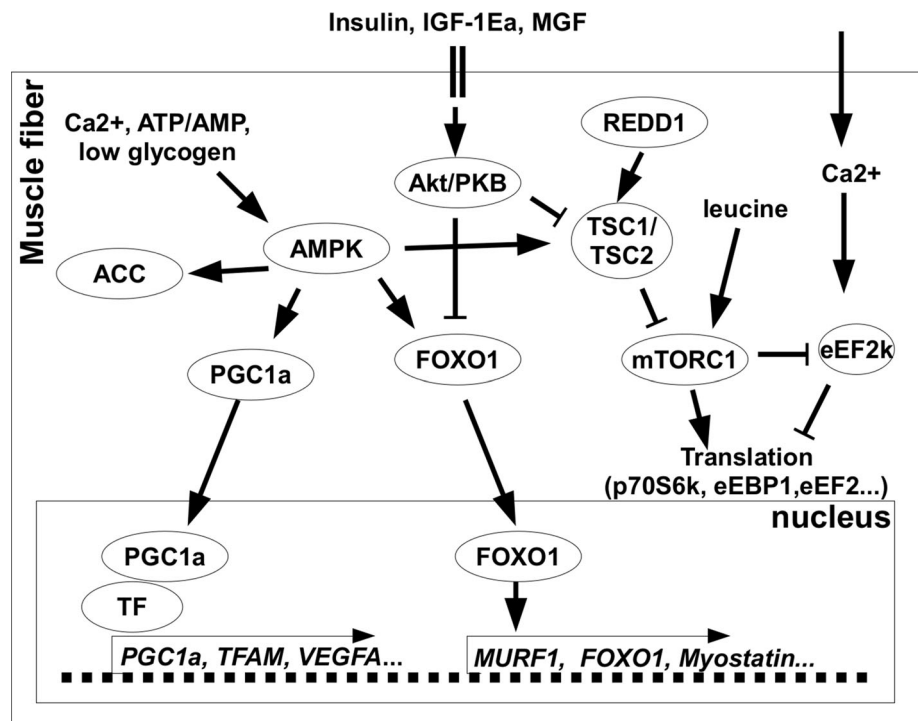 Insulin, IGF-1Ea, MGF
Muscle fiber
Ca2+, ATP/AMP,
low glycogen
REDD1
Akt/PKB
Ca2+
leucine
TSC1/
TSC2
AMPK
ACC
PGC1a
FOXO1
mTORC1
eEF2k
Translation
(p70S6k, eEBP1,eEF2...)
nucleus
PGC1a
FOXO1
TF
PGC1a, TFAM, VEGFA...
MURF1, FOXO1, Myostatin...